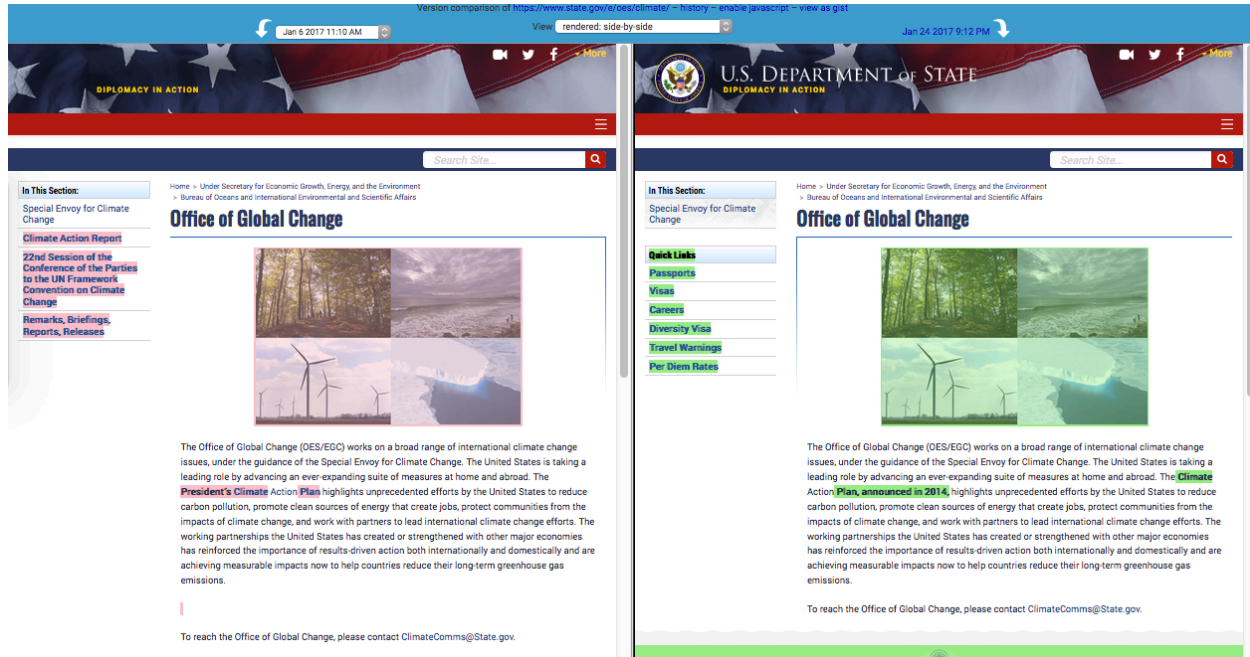 Version comparison of https://www.state.gov/e/oes/climate/ – history – enable javascript – view as gist
Jan 6 2017 11:10 AM
View rendered: side-by-side
Jan 24 2017 9:12 PM
More
DIPLOMACY IN ACTION
Search Site...
In This Section:
Special Envoy for Climate
Change
Climate Action Report
22nd Session of the
Conference of the Parties
to the UN Framework
Convention on Climate
Change
Remarks, Briefings,
Reports, Releases
Home » Under Secretary for Economic Growth, Energy, and the Environment
» Bureau of Oceans and International Environmental and Scientific Affairs
Office of Global Change
The Office of Global Change (OES/EGC) works on a broad range of international climate change
issues, under the guidance of the Special Envoy for Climate Change. The United States is taking a
leading role by advancing an ever-expanding suite of measures at home and abroad. The
President's Climate Action Plan highlights unprecedented efforts by the United States to reduce
carbon pollution, promote clean sources of energy that create jobs, protect communities from the
impacts of climate change, and work with partners to lead international climate change efforts. The
working partnerships the United States has created or strengthened with other major economies
has reinforced the importance of results-driven action both internationally and domestically and are
achieving measurable impacts now to help countries reduce their long-term greenhouse gas
emissions.
To reach the Office of Global Change, please contact ClimateComms@State.gov.
More
U.S. DEPARTMENT OF STATE
DIPLOMACY IN ACTION
Search Site...
In This Section:
Special Envoy for Climate
Change
Quick Links
Passports
Visas
Careers
Diversity Visa
Travel Warnings
Per Diem Rates
Home » Under Secretary for Economic Growth, Energy, and the Environment
» Bureau of Oceans and International Environmental and Scientific Affairs
Office of Global Change
The Office of Global Change (OES/EGC) works on a broad range of international climate change
issues, under the guidance of the Special Envoy for Climate Change. The United States is taking a
leading role by advancing an ever-expanding suite of measures at home and abroad. The Climate
Action Plan, announced in 2014, highlights unprecedented efforts by the United States to reduce
carbon pollution, promote clean sources of energy that create jobs, protect communities from the
impacts of climate change, and work with partners to lead international climate change efforts. The
working partnerships the United States has created or strengthened with other major economies
has reinforced the importance of results-driven action both internationally and domestically and are
achieving measurable impacts now to help countries reduce their long-term greenhouse gas
emissions.
To reach the Office of Global Change, please contact ClimateComms@State.gov.